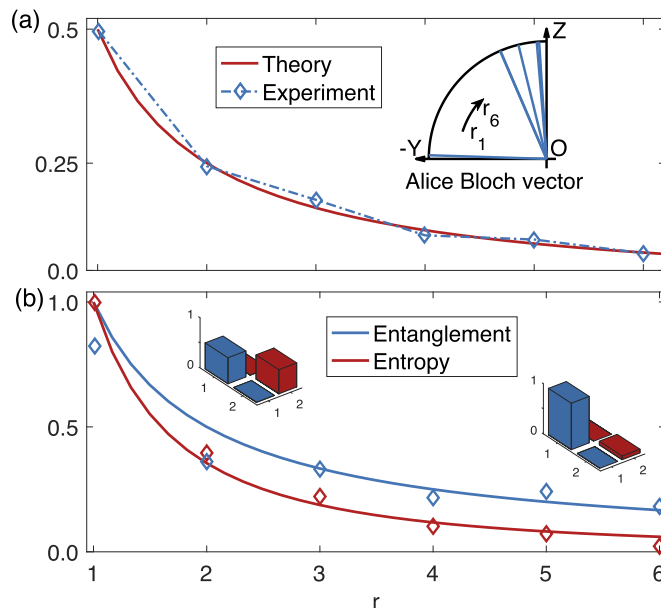 (a)
0.5
0.25
0.0
Theory
Experiment
Z
r6
r1
-Y
O
Alice Bloch vector
(b)
1.0
0.5
0.0
Entanglement
Entropy
1
0
1
2
1
2
1
0
1
2
1
2
1 2 3 4 5 6
r